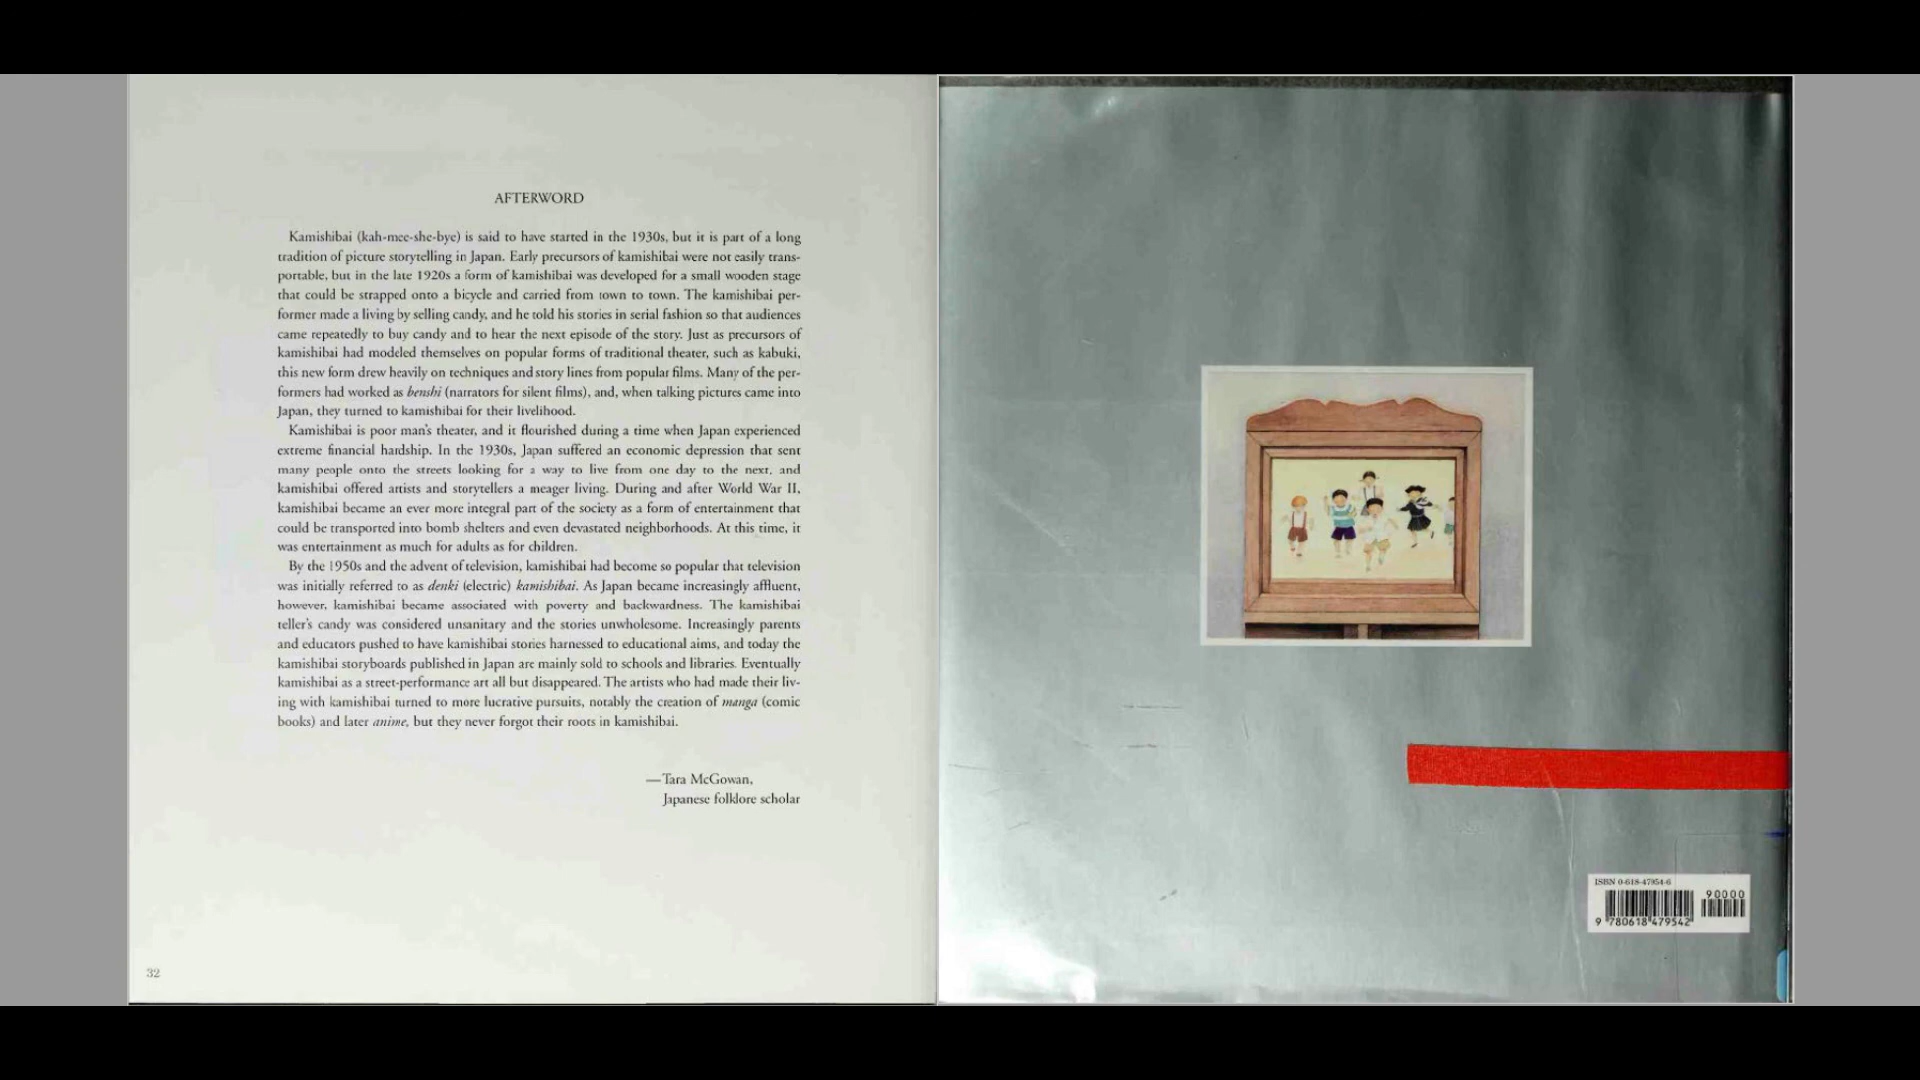 AFTERWORD
Kamishibai (kah-mee-she-bye) is said to have started in the 1930s, but it is part of a long
tradition of picture storytelling in Japan. Early precursors of kamishibai were not easily trans-
portable, but in the late 1920s a form of kamishibai was developed for a small wooden stage
that could be strapped onto a bicycle and carried from town to town. The kamishibai per-
former made a living by selling candy, and he told his stories in serial fashion so that audiences
came repeatedly to buy candy and to hear the next episode of the story. Just as precursors of
kamishibai had modeled themselves on popular forms of traditional theater, such as kabuki,
this new form drew heavily on techniques and story lines from popular films. Many of the per-
formers had worked as benshi (narrators for silent films), and, when talking pictures came into
Japan, they turned to kamishibai for their livelihood.
Kamishibai is poor man's theater, and it flourished during a time when Japan experienced
extreme financial hardship. In the 1930s, Japan suffered an economic depression that sent
many people onto the streets looking for a way to live from one day to the next, and
kamishibai offered artists and storytellers a meager living. During and after World War II,
kamishibai became an ever more integral part of the society as a form of entertainment that
could be transported into bomb shelters and even devastated neighborhoods. At this time, it
was entertainment as much for adults as for children.
By the 1950s and the advent of television, kamishibai had become so popular that television
was initially referred to as denki (electric) kamishibai. As Japan became increasingly affluent,
however, kamishibai became associated with poverty and backwardness. The kamishibai
teller's candy was considered unsanitary and the stories unwholesome. Increasingly parents
and educators pushed to have kamishibai stories harnessed to educational aims, and today the
kamishibai storyboards published in Japan are mainly sold to schools and libraries. Eventually
kamishibai as a street-performance art all but disappeared. The artists who had made their liv-
ing with kamishibai turned to more lucrative pursuits, notably the creation of manga (comic
books) and later anime, but they never forgot their roots in kamishibai.
—Tara McGowan,
Japanese folklore scholar
32
ISBN 0-618-47954-6
90000
9 780618 479542